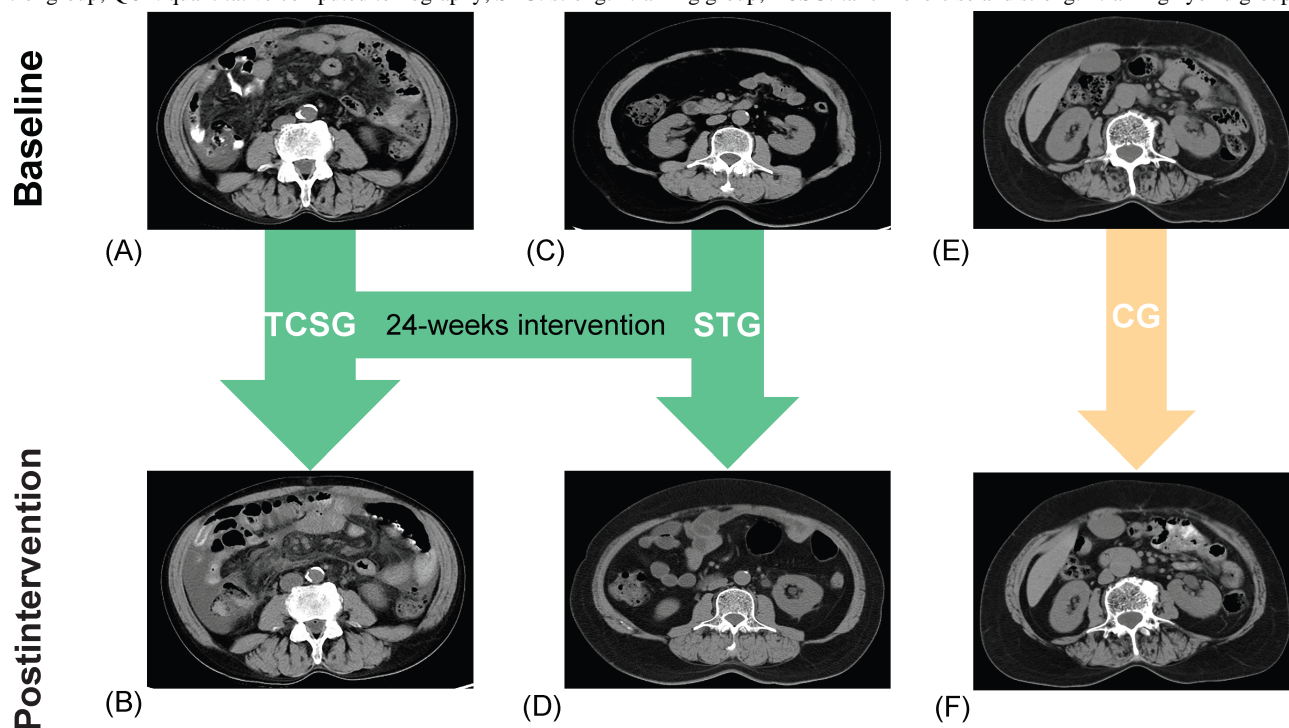 Baseline
(A)
(C)
(E)
TCSG
24-weeks intervention
STG
CG
Postintervention
(B)
(D)
(F)